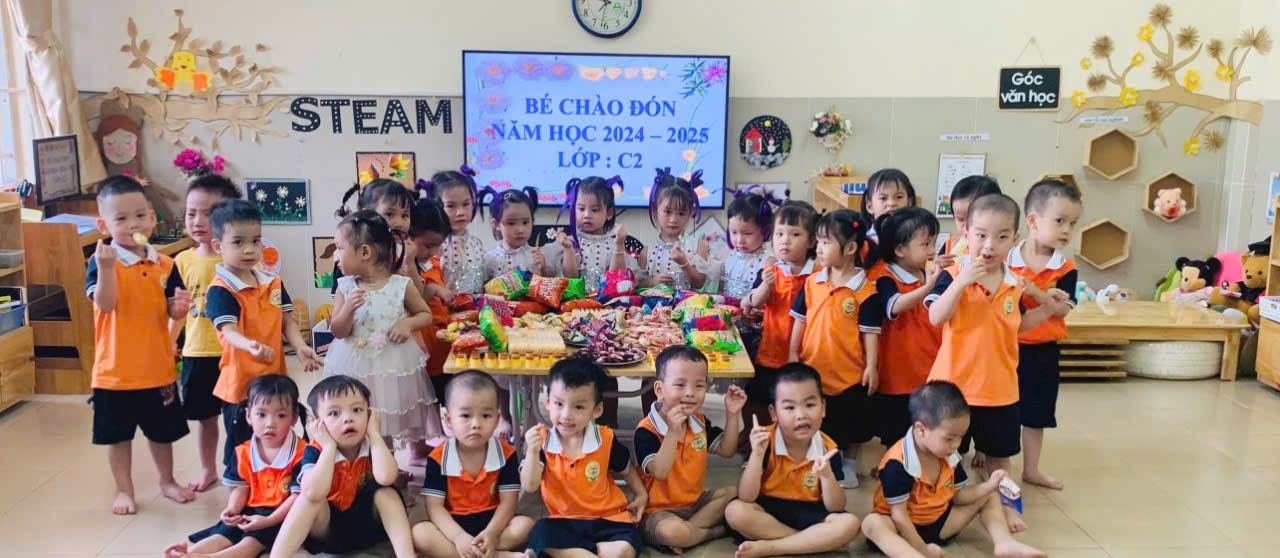 STEAM
BÉ CHÀO ĐÓN
NĂM HỌC 2024 – 2025
LỚP : C2
Góc
văn học